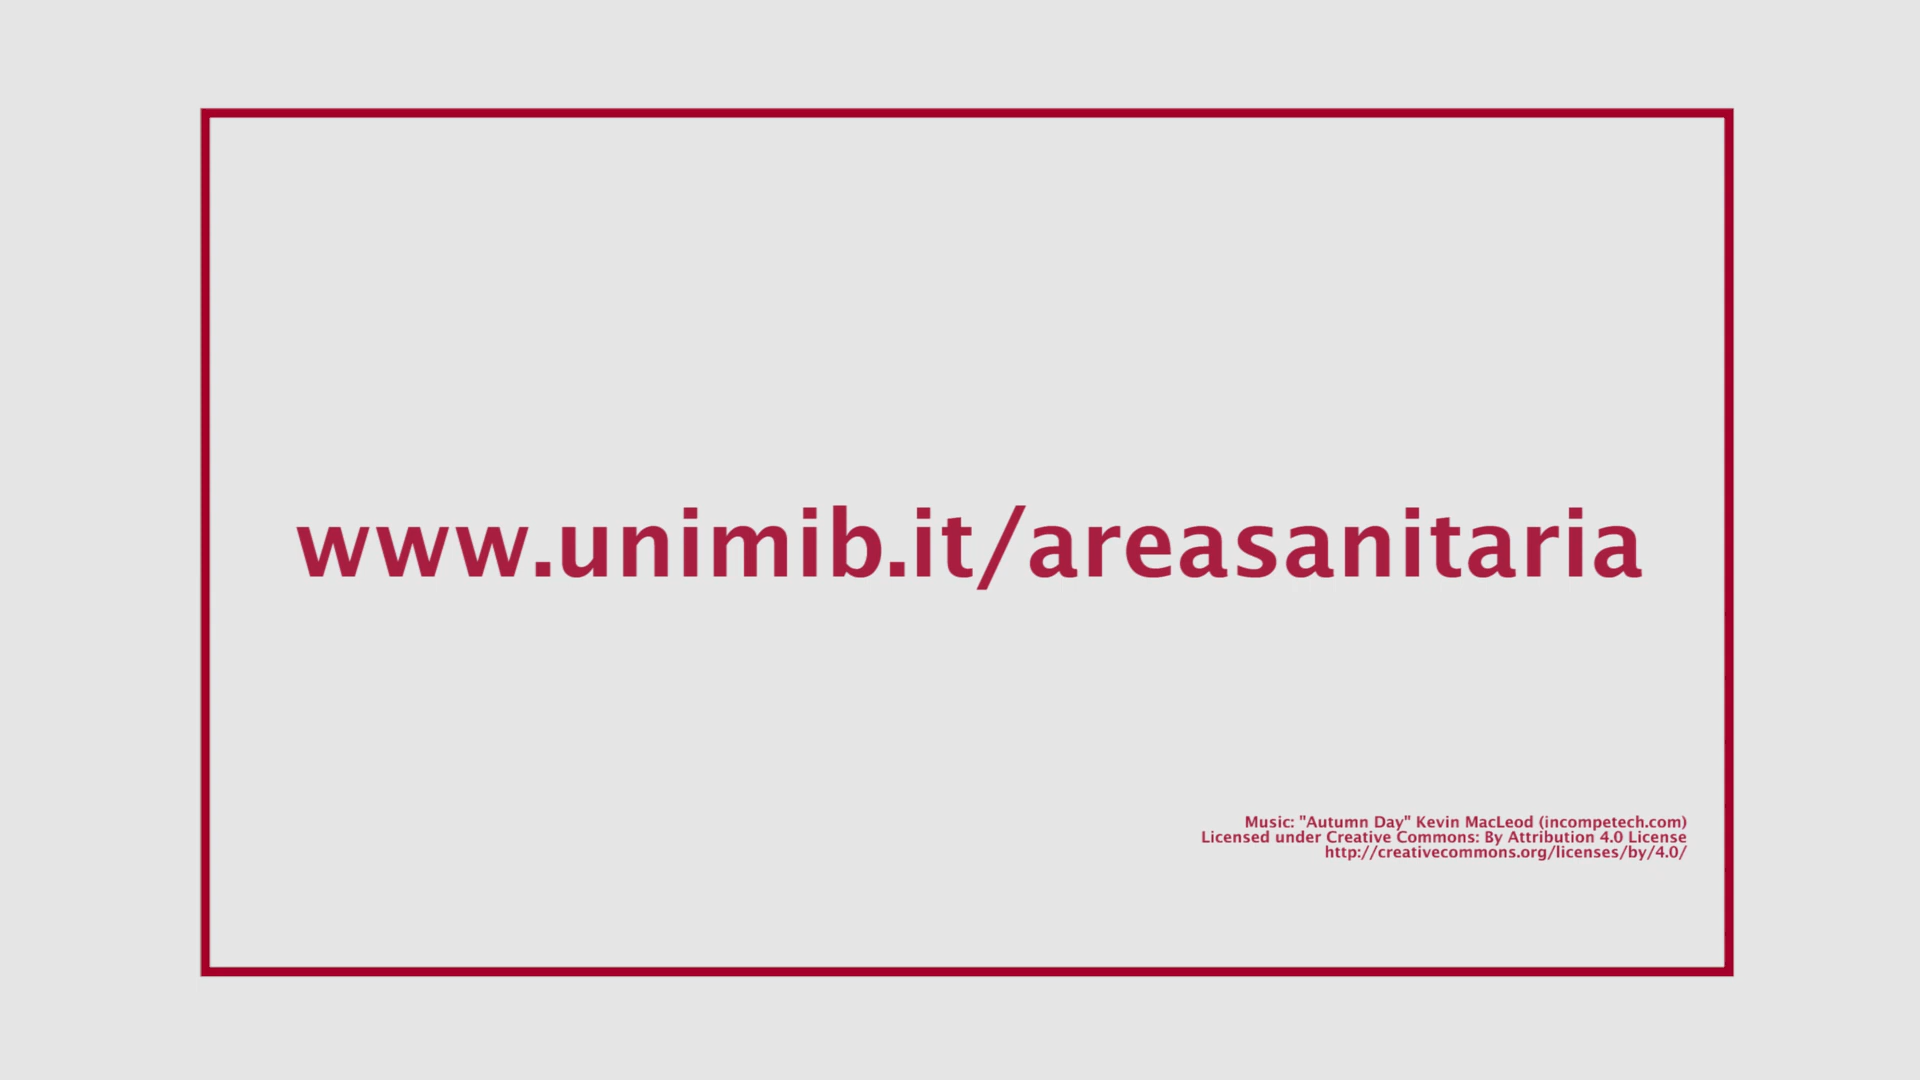 www.unimib.it/areasanitaria
Music: "Autumn Day" Kevin MacLeod (incompetech.com)
Licensed under Creative Commons: By Attribution 4.0 License
http://creativecommons.org/licenses/by/4.0/